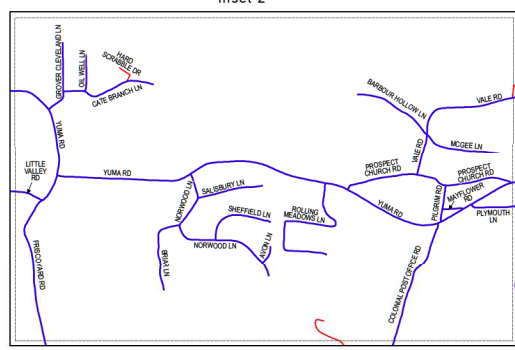 Inset 2
GROVER CLEVELAND LN
OIL WELL LN
HARD
SCRABBLE DR
CATE BRANCH LN
BARBOUR HOLLOW LN
VALE RD
YUMA RD
VALE RD
MCGEE LN
LITTLE
VALLEY
RD
YUMA RD
PROSPECT
CHURCH RD
PROSPECT
CHURCH RD
NORWOOD LN
SALISBURY LN
SHEFFIELD LN
ROLLING
MEADOWS LN
PILGRIM RD
MAYFLOWER
RD
PLYMOUTH
LN
YUMA RD
NORWOOD LN
AVON LN
BRIAR LN
FRISCO/ARD RD
COLONIAL POST OFFCE RD